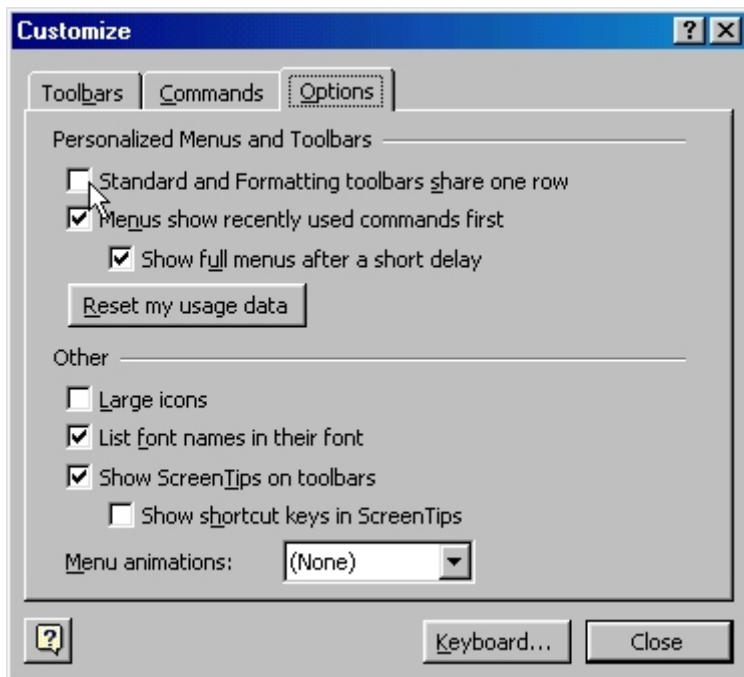 Customize
Toolbars Commands Options
Personalized Menus and Toolbars
Standard and Formatting toolbars share one row
Menus show recently used commands first
Show full menus after a short delay
Reset my usage data
Other
Large icons
List font names in their font
Show ScreenTips on toolbars
Show shortcut keys in ScreenTips
Menu animations: (None)
Keyboard... Close